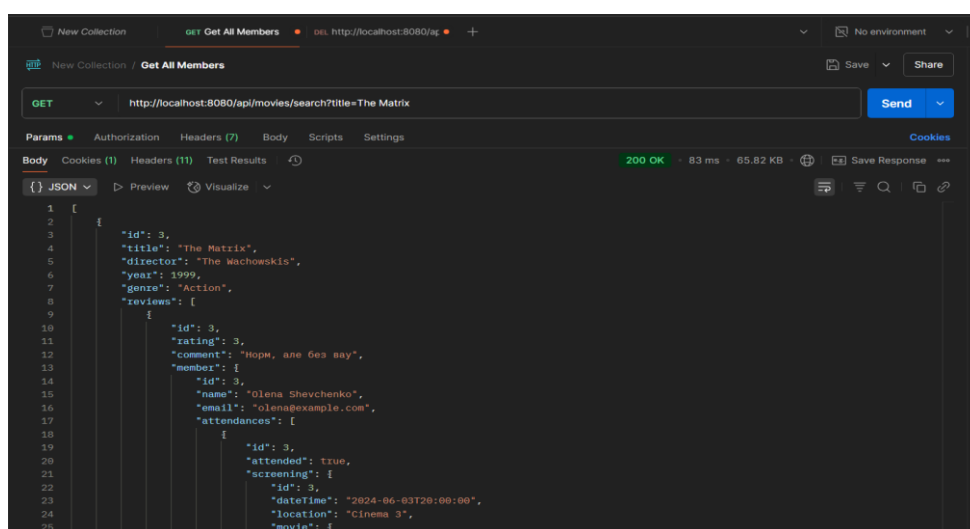 New Collection GET Get All Members DEL http://localhost:8080/ap + No environment
New Collection / Get All Members Save Share
GET http://localhost:8080/api/movies/search?title=The Matrix Send
Params Authorization Headers (7) Body Scripts Settings Cookies
Body Cookies (1) Headers (11) Test Results 200 OK 83 ms 65.82 KB Save Response
{} JSON Preview Visualize
1 [
2 {
3 "id": 3,
4 "title": "The Matrix",
5 "director": "The Wachowskis",
6 "year": 1999,
7 "genre": "Action",
8 "reviews": [
9 {
10 "id": 3,
11 "rating": 3,
12 "comment": "Норм, але без вау",
13 "member": {
14 "id": 3,
15 "name": "Olena Shevchenko",
16 "email": "olena@example.com",
17 "attendances": [
18 {
19 "id": 3,
20 "attended": true,
21 "screening": {
22 "id": 3,
23 "dateTime": "2024-06-03T20:00:00",
24 "location": "Cinema 3",
25 "movie": {